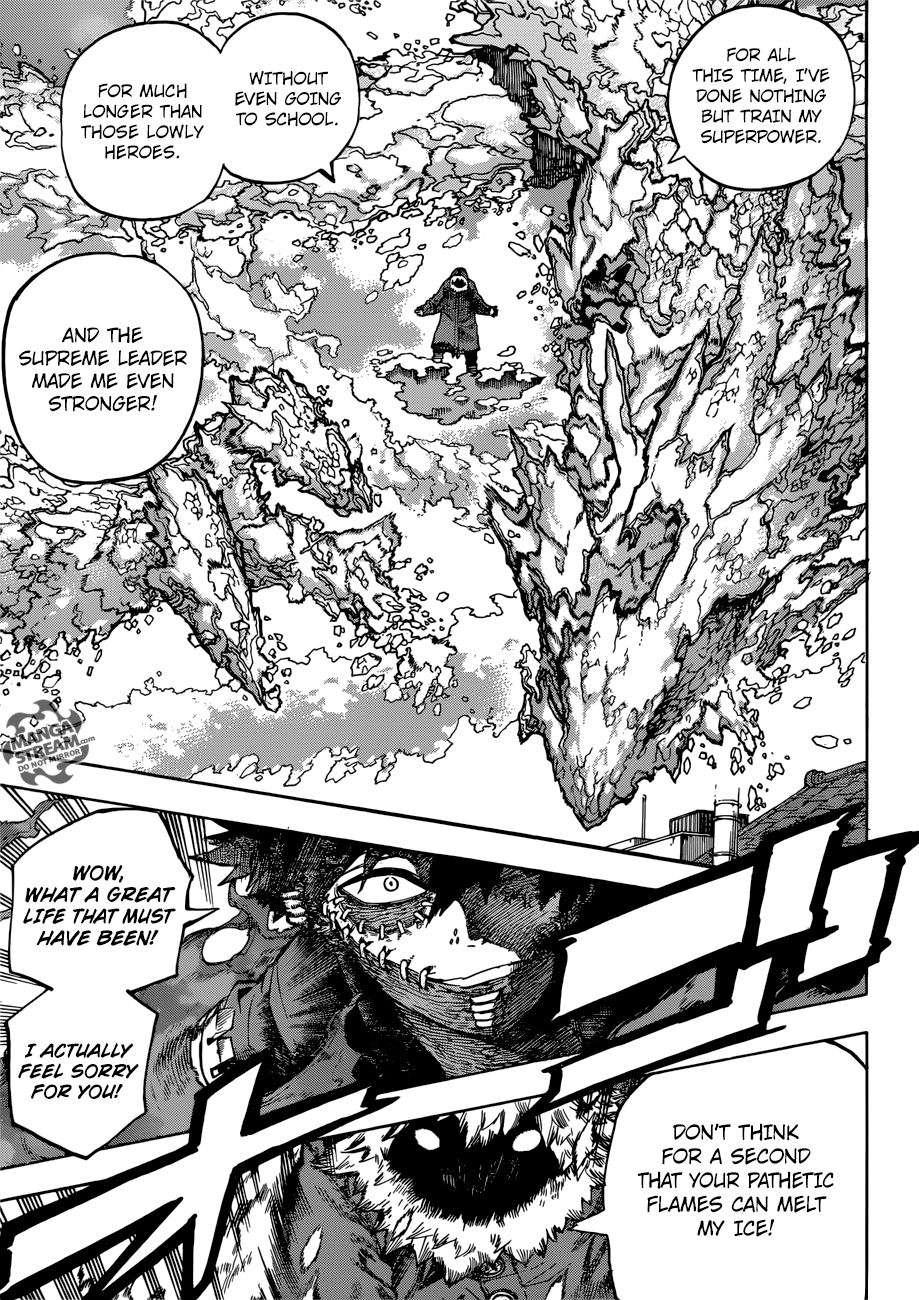 FOR ALL
THIS TIME, I'VE
DONE NOTHING
BUT TRAIN MY
SUPERPOWER.
WITHOUT
EVEN GOING
TO SCHOOL.
FOR MUCH
LONGER THAN
THOSE LOWLY
HEROES.
AND THE
SUPREME LEADER
MADE ME EVEN
STRONGER!
MANGA
STREAM.com
DO NOT MIRROR
WOW,
WHAT A GREAT
LIFE THAT MUST
HAVE BEEN!
I ACTUALLY
FEEL SORRY
FOR YOU!
DON'T THINK
FOR A SECOND
THAT YOUR PATHETIC
FLAMES CAN MELT
MY ICE!